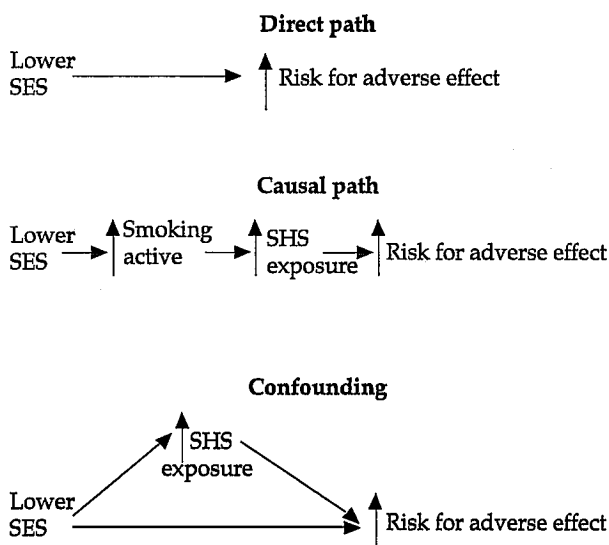 Direct path
Lower
SES
Risk for adverse effect
Causal path
Lower
SES
Smoking
active
SHS
exposure
Risk for adverse effect
Confounding
SHS
exposure
Lower
SES
Risk for adverse effect